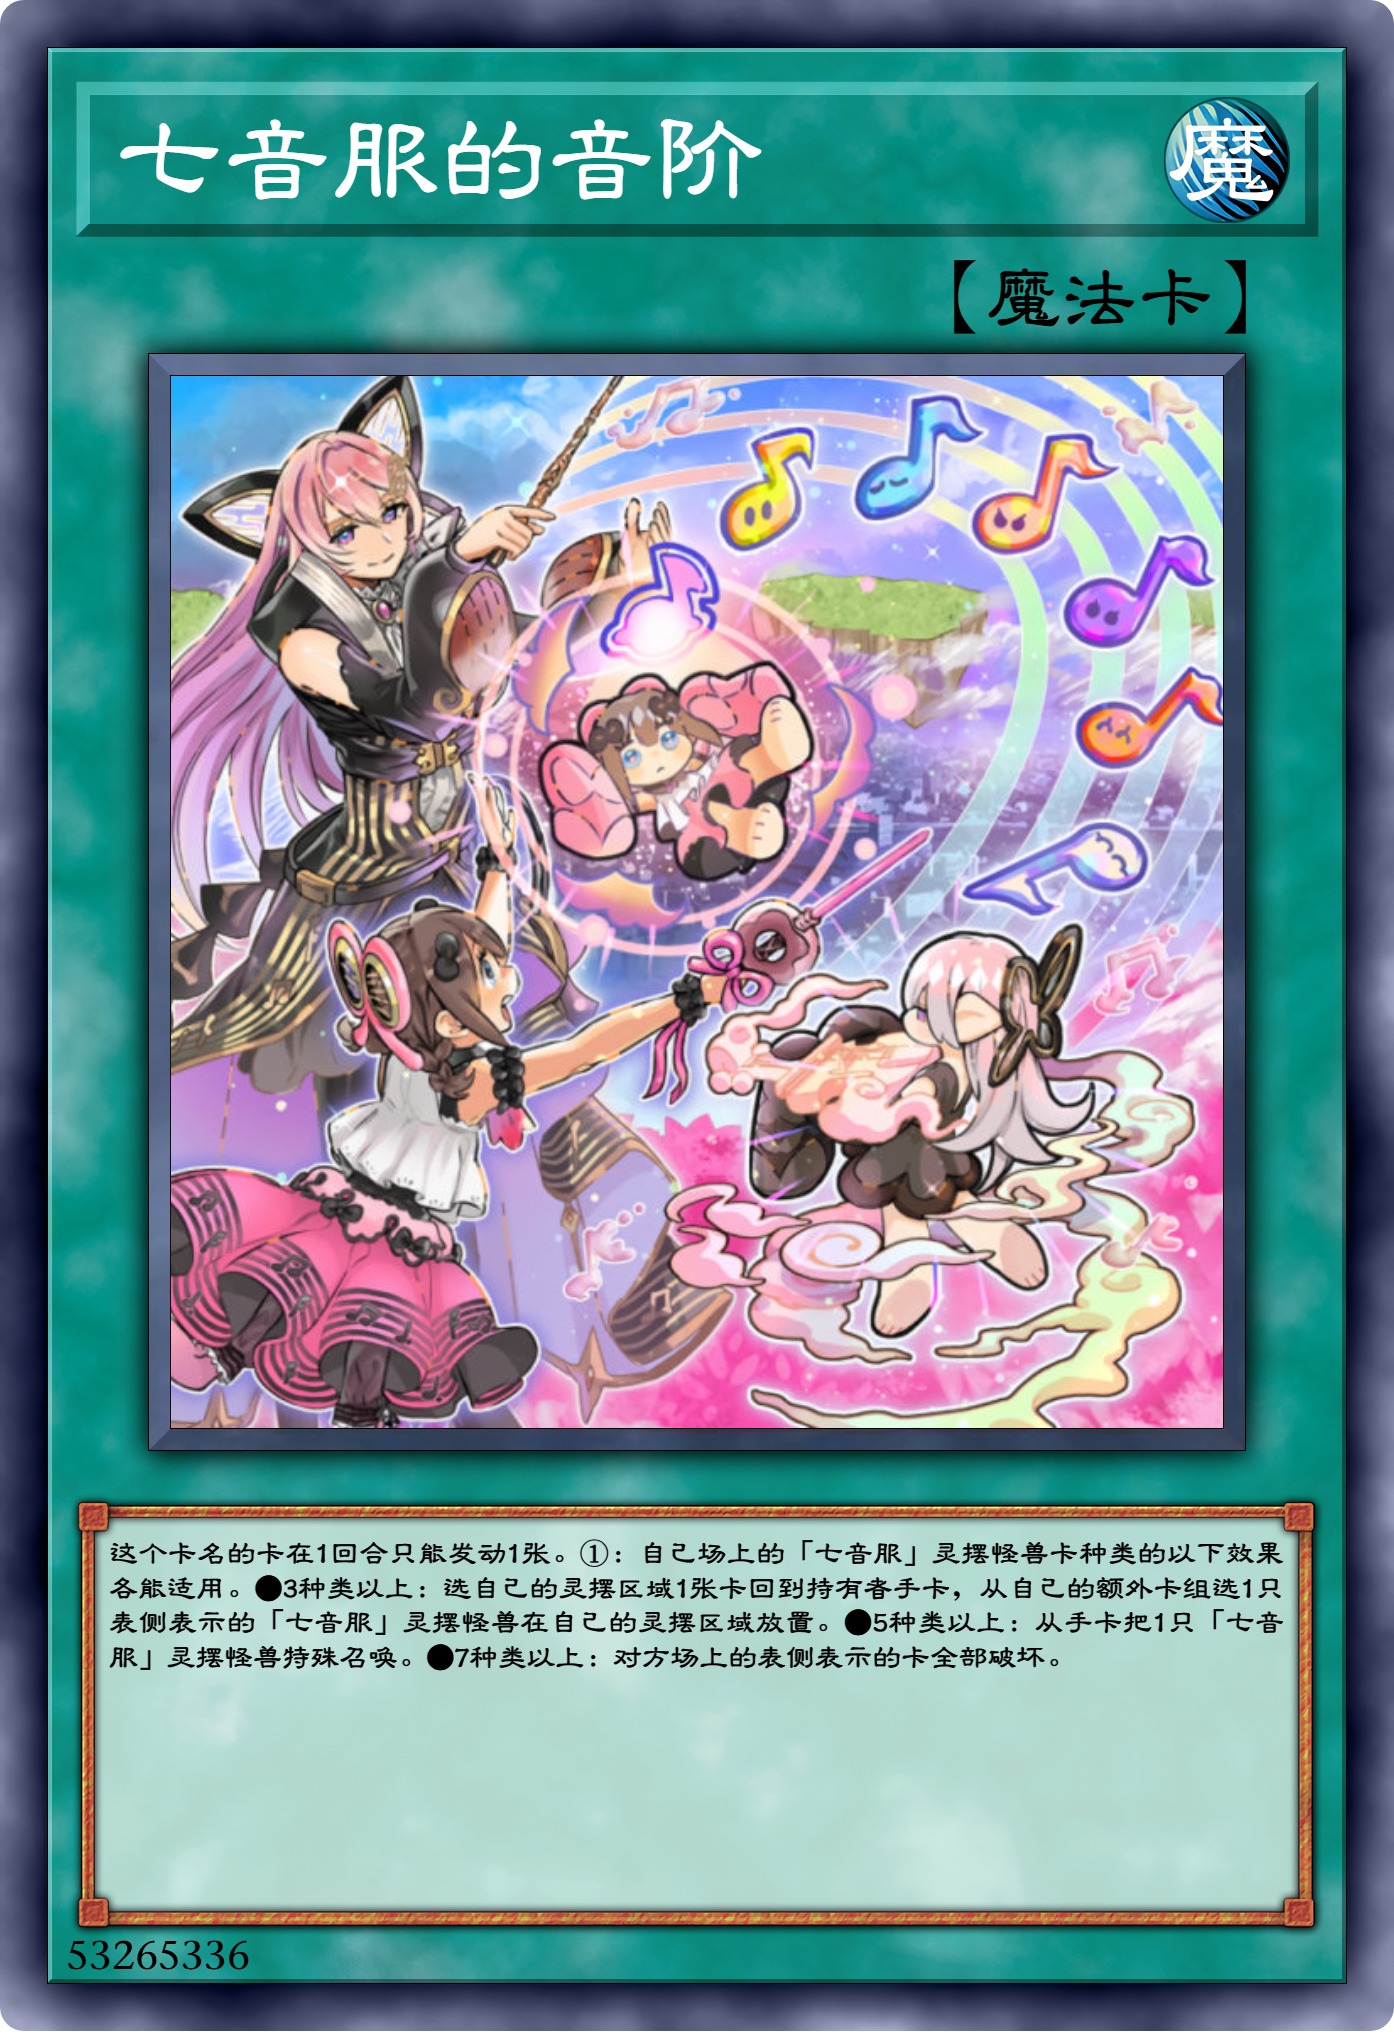 七音服的音阶
魔
【魔法卡】
这个卡名的卡在1回合只能发动1张。①：自己场上的「七音服」灵摆怪兽卡种类的以下效果
各能适用。●3种类以上：选自己的灵摆区域1张卡回到持有者手卡，从自己的额外卡组选1只
表侧表示的「七音服」灵摆怪兽在自己的灵摆区域放置。●5种类以上：从手卡把1只「七音
服」灵摆怪兽特殊召唤。●7种类以上：对方场上的表侧表示的卡全部破坏。
53265336